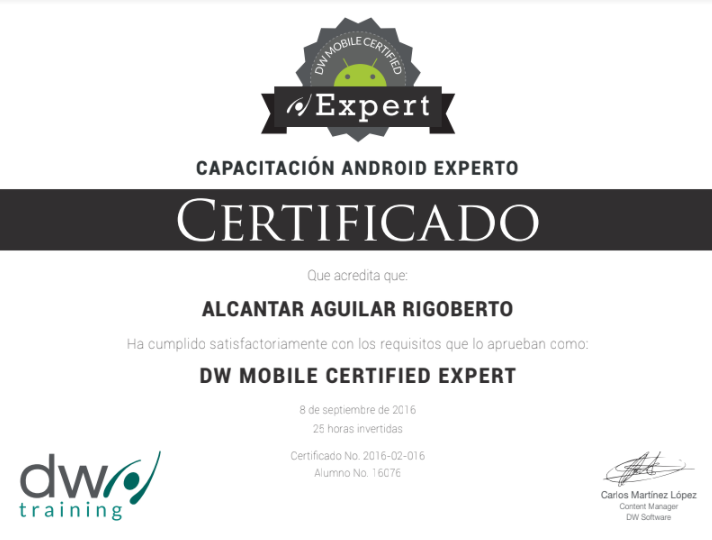 DW MOBILE CERTIFIED
Expert
CAPACITACIÓN ANDROID EXPERTO
CERTIFICADO
Que acredita que:
ALCANTAR AGUILAR RIGOBERTO
Ha cumplido satisfactoriamente con los requisitos que lo aprueban como:
DW MOBILE CERTIFIED EXPERT
8 de septiembre de 2016
25 horas invertidas
Certificado No. 2016-02-016
Alumno No. 16076
dw
training
Carlos Martínez López
Content Manager
DW Software